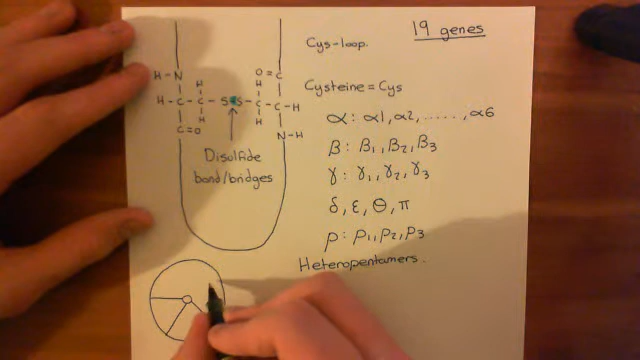 19 genes
Cys-loop.
Cysteine = Cys
α: α1, α2, ......, α6
β: β1, β2, β3
γ: γ1, γ2, γ3
δ, ε, θ, π
ρ: ρ1, ρ2, ρ3
Heteropentamers.
H-N O=C
H H
H-C-C-SS-C-C-H
H H
C=O N-H
Disulfide
bond/bridges